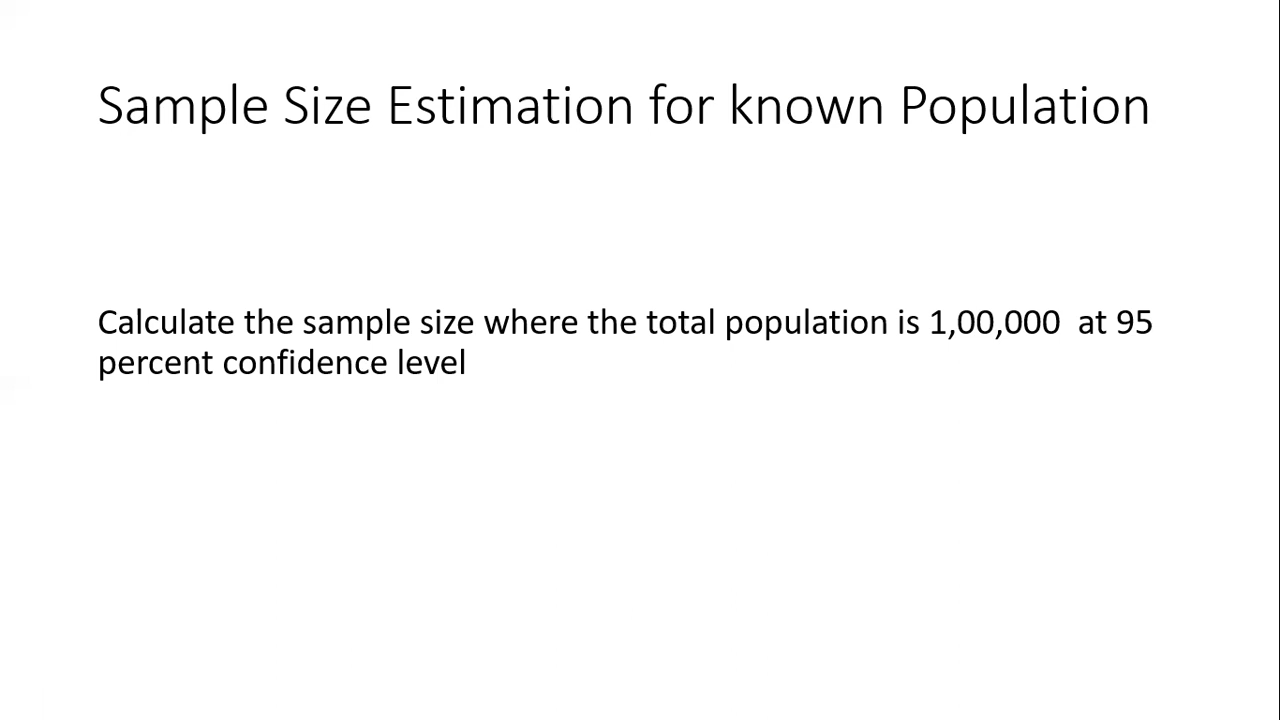 Sample Size Estimation for known Population
Calculate the sample size where the total population is 1,00,000  at 95
percent confidence level